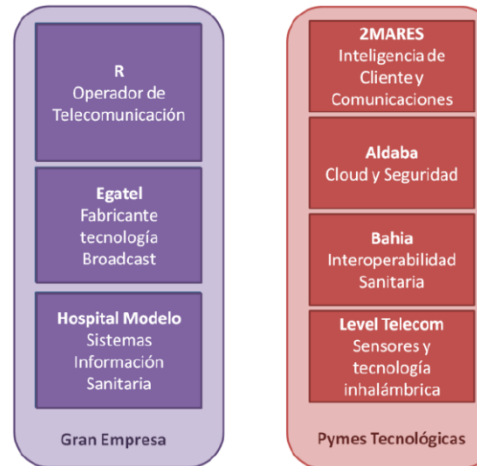 R
Operador de
Telecomunicación
Egatel
Fabricante
tecnología
Broadcast
Hospital Modelo
Sistemas
Información
Sanitaria
Gran Empresa
2MARES
Inteligencia de
Cliente y
Comunicaciones
Aldaba
Cloud y Seguridad
Bahia
Interoperabilidad
Sanitaria
Level Telecom
Sensores y
tecnología
inhalámbrica
Pymes Tecnológicas